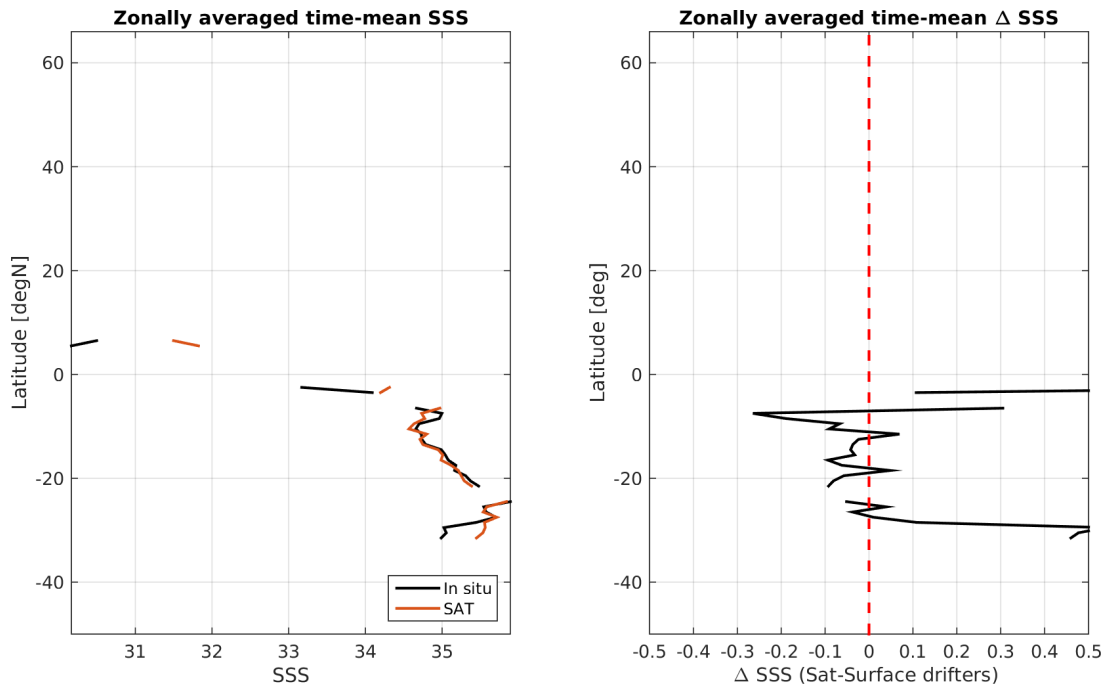 Zonally averaged time-mean SSS
60
40
20
0
-20
-40
Latitude [degN]
31 32 33 34 35
SSS
In situ
SAT
Zonally averaged time-mean Δ SSS
60
40
20
0
-20
-40
Latitude [deg]
-0.5 -0.4 -0.3 -0.2 -0.1 0 0.1 0.2 0.3 0.4 0.5
Δ SSS (Sat-Surface drifters)